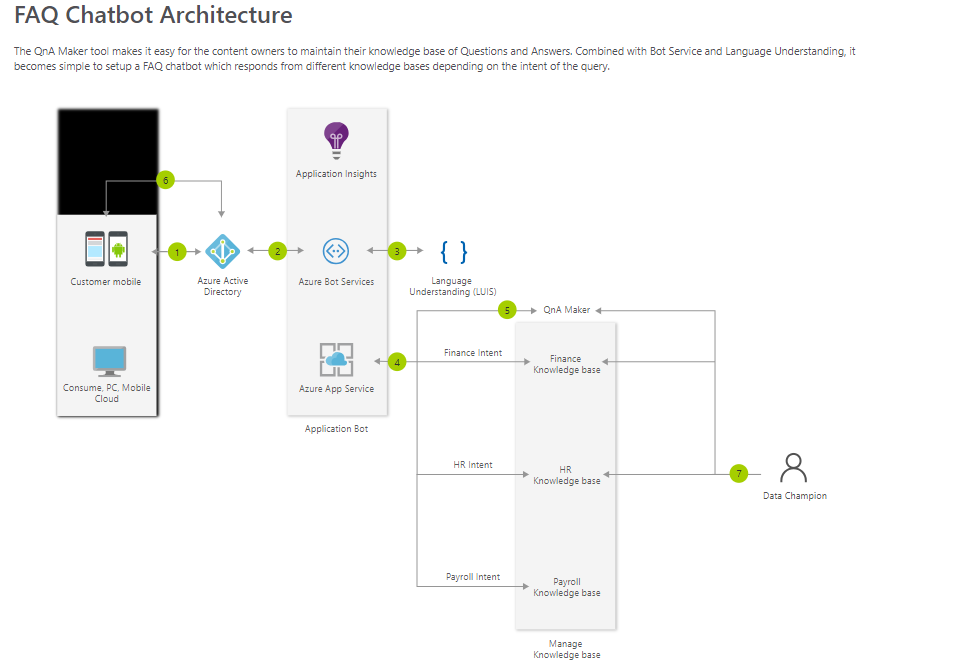 FAQ Chatbot Architecture
The QnA Maker tool makes it easy for the content owners to maintain their knowledge base of Questions and Answers. Combined with Bot Service and Language Understanding, it
becomes simple to setup a FAQ chatbot which responds from different knowledge bases depending on the intent of the query.
Application Insights
6
1
2
3
Customer mobile
Azure Active
Directory
Azure Bot Services
Language
Understanding (LUIS)
5
QnA Maker
Finance Intent
4
Finance
Knowledge base
Consume, PC, Mobile
Cloud
Azure App Service
Application Bot
HR Intent
HR
Knowledge base
7
Data Champion
Payroll Intent
Payroll
Knowledge base
Manage
Knowledge base